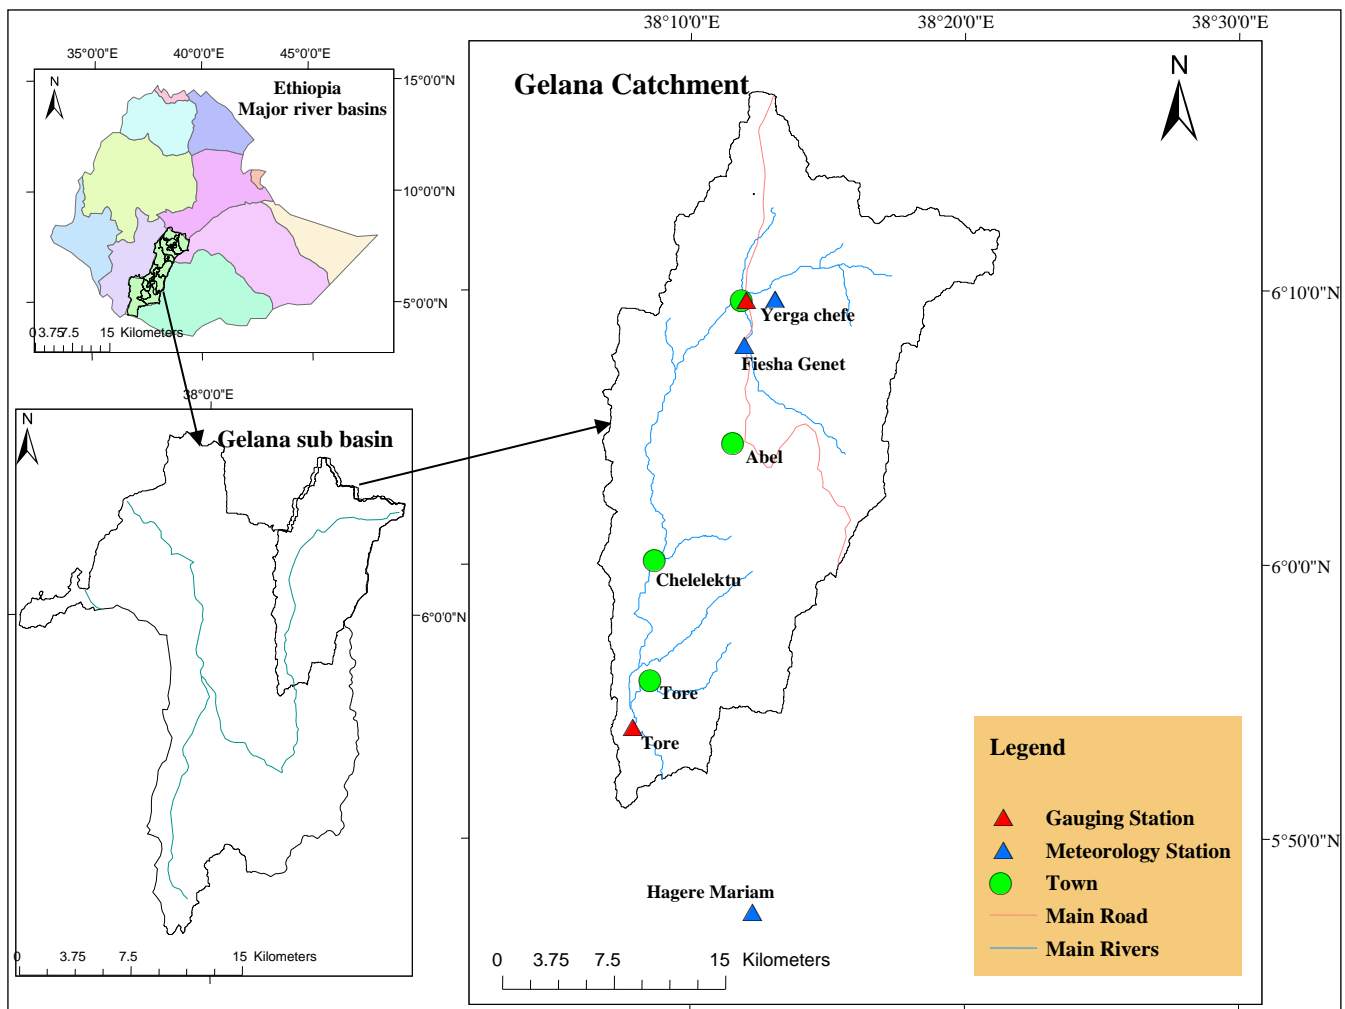 38°10'0"E
38°20'0"E
38°30'0"E
35°0'0"E
40°0'0"E
45°0'0"E
N
Ethiopia
Major river basins
15°0'0"N
10°0'0"N
5°0'0"N
0 3.75 7.5 15 Kilometers
38°0'0"E
N
Gelana sub basin
6°0'0"N
0 3.75 7.5 15 Kilometers
Gelana Catchment
N
Yerga chefe
Fiesha Genet
Abel
Chelelektu
Tore
Tore
Hagere Mariam
0 3.75 7.5 15 Kilometers
6°10'0"N
6°0'0"N
5°50'0"N
Legend
Gauging Station
Meteorology Station
Town
Main Road
Main Rivers